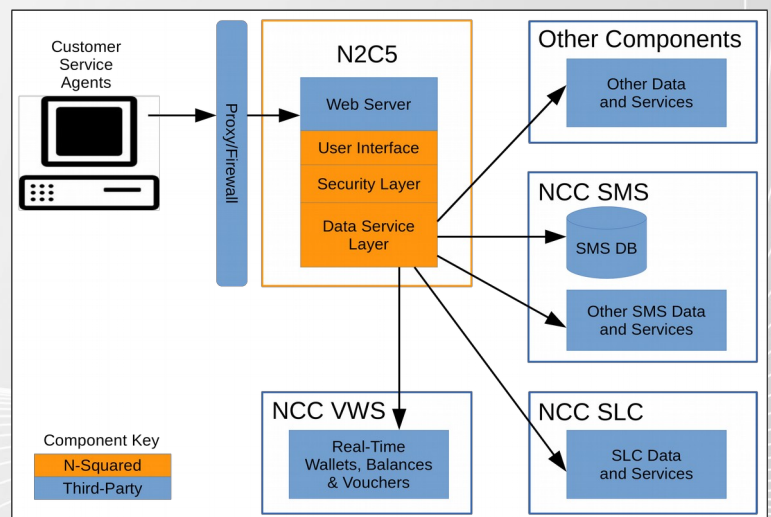 Customer
Service
Agents
Proxy/Firewall
N2C5
Web Server
User Interface
Security Layer
Data Service
Layer
Other Components
Other Data
and Services
NCC SMS
SMS DB
Other SMS Data
and Services
NCC VWS
Real-Time
Wallets, Balances
& Vouchers
NCC SLC
SLC Data
and Services
Component Key
N-Squared
Third-Party